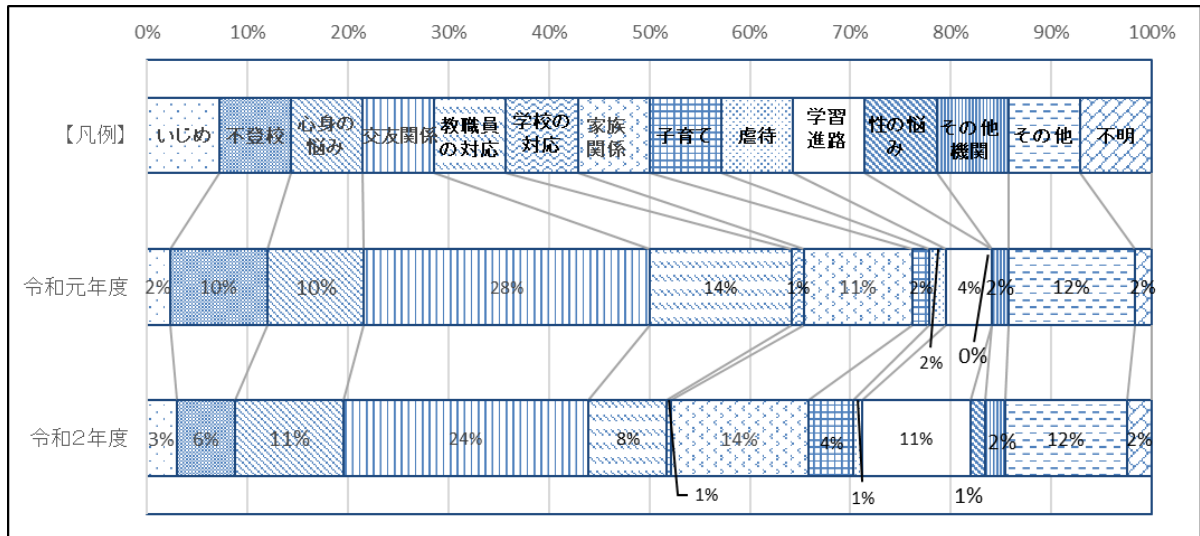 0% 10% 20% 30% 40% 50% 60% 70% 80% 90% 100%
【凡例】 いじめ 不登校 心身の悩み 交友関係 教職員の対応 学校の対応 家族関係 子育て 虐待 学習進路 性の悩み その他機関 その他 不明
令和元年度 2% 10% 10% 28% 14% 1% 11% 2% 4% 2% 12% 2%
2% 0%
令和2年度 3% 6% 11% 24% 8% 14% 4% 11% 2% 12% 2%
1% 1% 1%